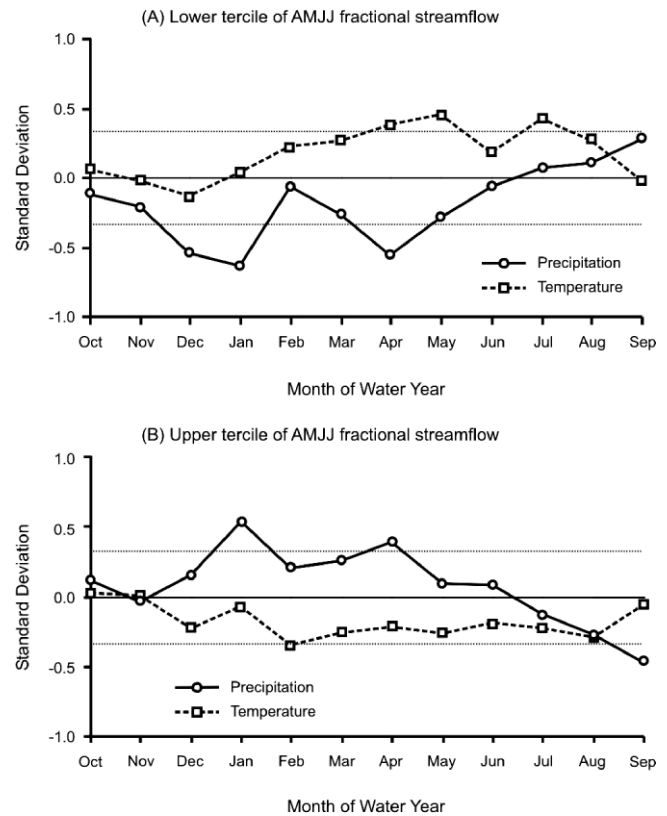 (A) Lower tercile of AMJJ fractional streamflow
1.0
0.5
0.0
-0.5
-1.0
Standard Deviation
Precipitation
Temperature
Oct Nov Dec Jan Feb Mar Apr May Jun Jul Aug Sep
Month of Water Year
(B) Upper tercile of AMJJ fractional streamflow
1.0
0.5
0.0
-0.5
-1.0
Standard Deviation
Precipitation
Temperature
Oct Nov Dec Jan Feb Mar Apr May Jun Jul Aug Sep
Month of Water Year